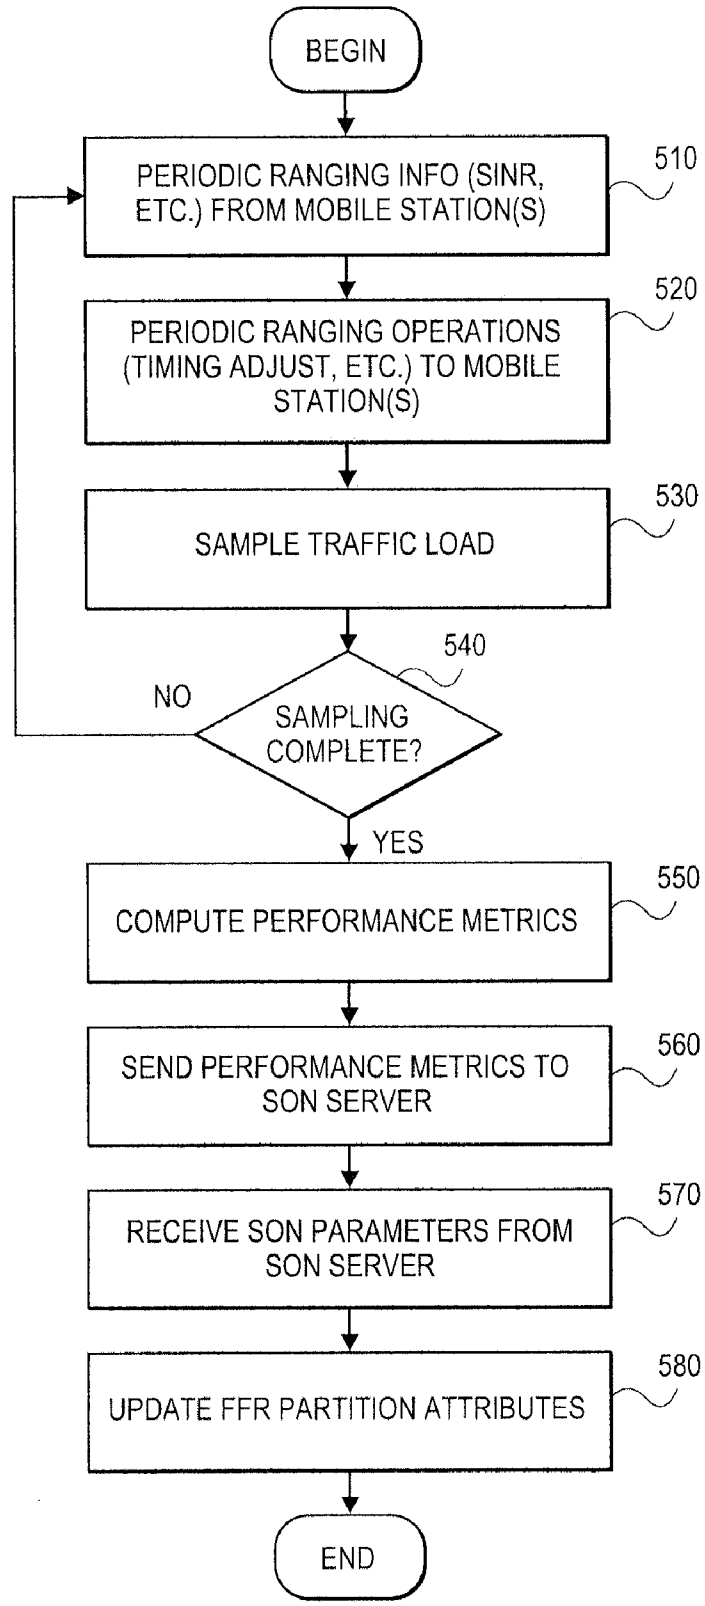 BEGIN
510
PERIODIC RANGING INFO (SINR,
ETC.) FROM MOBILE STATION(S)
520
PERIODIC RANGING OPERATIONS
(TIMING ADJUST, ETC.) TO MOBILE
STATION(S)
530
SAMPLE TRAFFIC LOAD
540
NO
SAMPLING
COMPLETE?
YES
550
COMPUTE PERFORMANCE METRICS
560
SEND PERFORMANCE METRICS TO
SON SERVER
570
RECEIVE SON PARAMETERS FROM
SON SERVER
580
UPDATE FFR PARTITION ATTRIBUTES
END